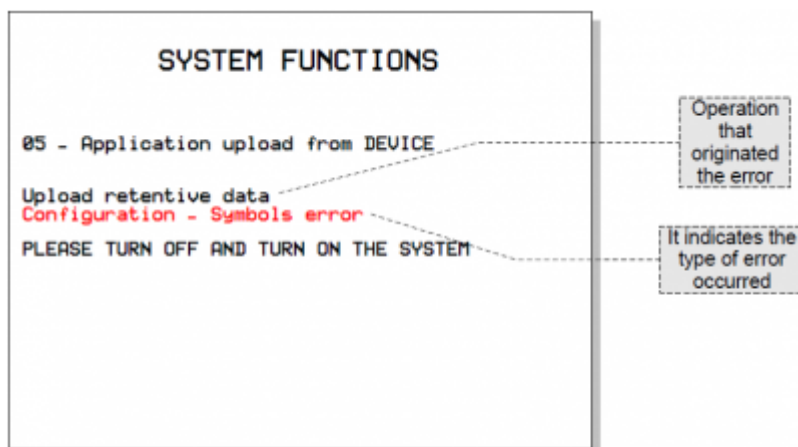 SYSTEM FUNCTIONS
05 - Application upload from DEVICE
Upload retentive data
Configuration - Symbols error
PLEASE TURN OFF AND TURN ON THE SYSTEM
Operation
that
originated
the error
It indicates the
type of error
occurred